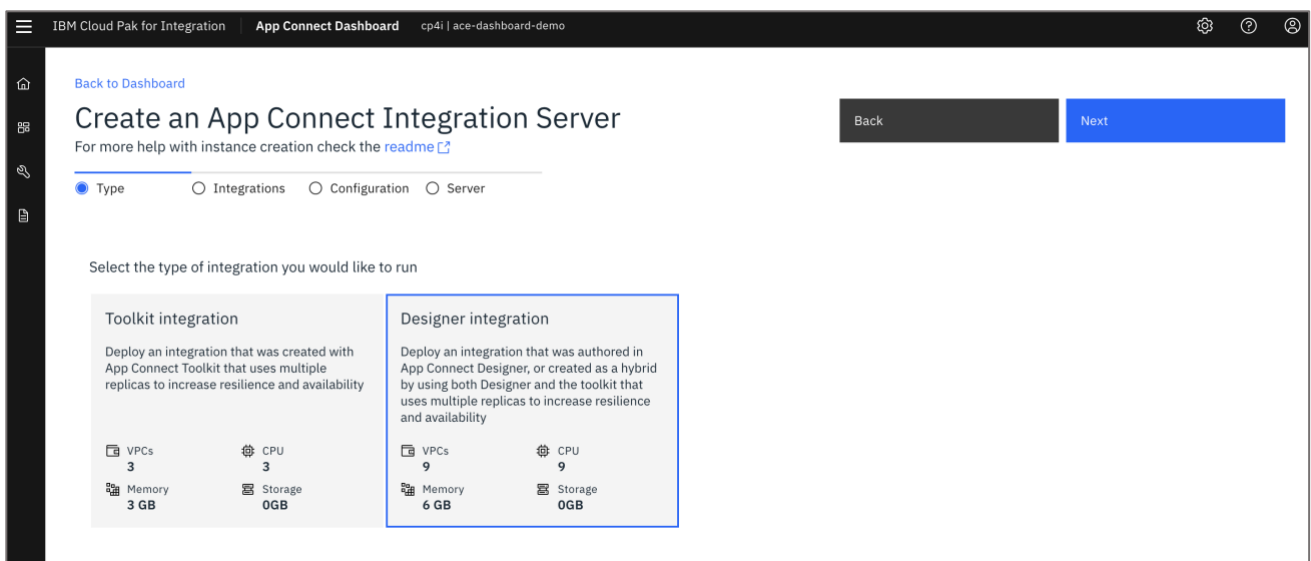 IBM Cloud Pak for Integration App Connect Dashboard cp4i | ace-dashboard-demo
Back to Dashboard
Create an App Connect Integration Server
Back
Next
For more help with instance creation check the readme
Type Integrations Configuration Server
Select the type of integration you would like to run
Toolkit integration
Deploy an integration that was created with
App Connect Toolkit that uses multiple
replicas to increase resilience and availability
VPCs CPU
3 3
Memory Storage
3 GB 0GB
Designer integration
Deploy an integration that was authored in
App Connect Designer, or created as a hybrid
by using both Designer and the toolkit that
uses multiple replicas to increase resilience
and availability
VPCs CPU
9 9
Memory Storage
6 GB 0GB